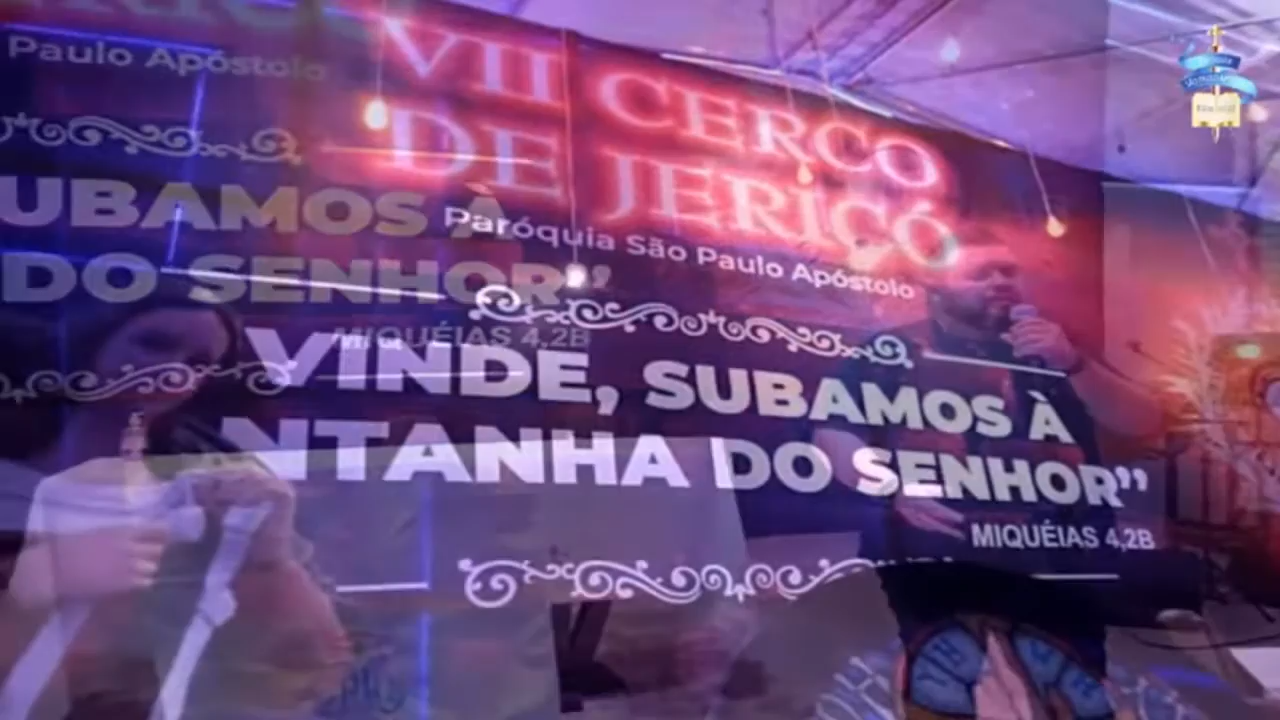 VII CERCO
DE JERICÓ
Paróquia São Paulo Apóstolo
VINDE, SUBAMOS À
NTANHA DO SENHOR”
MIQUÉIAS 4,2B
Paulo Apóstolo
UBAMOS À
DO SENHOR”
MIQUÉIAS 4,2B